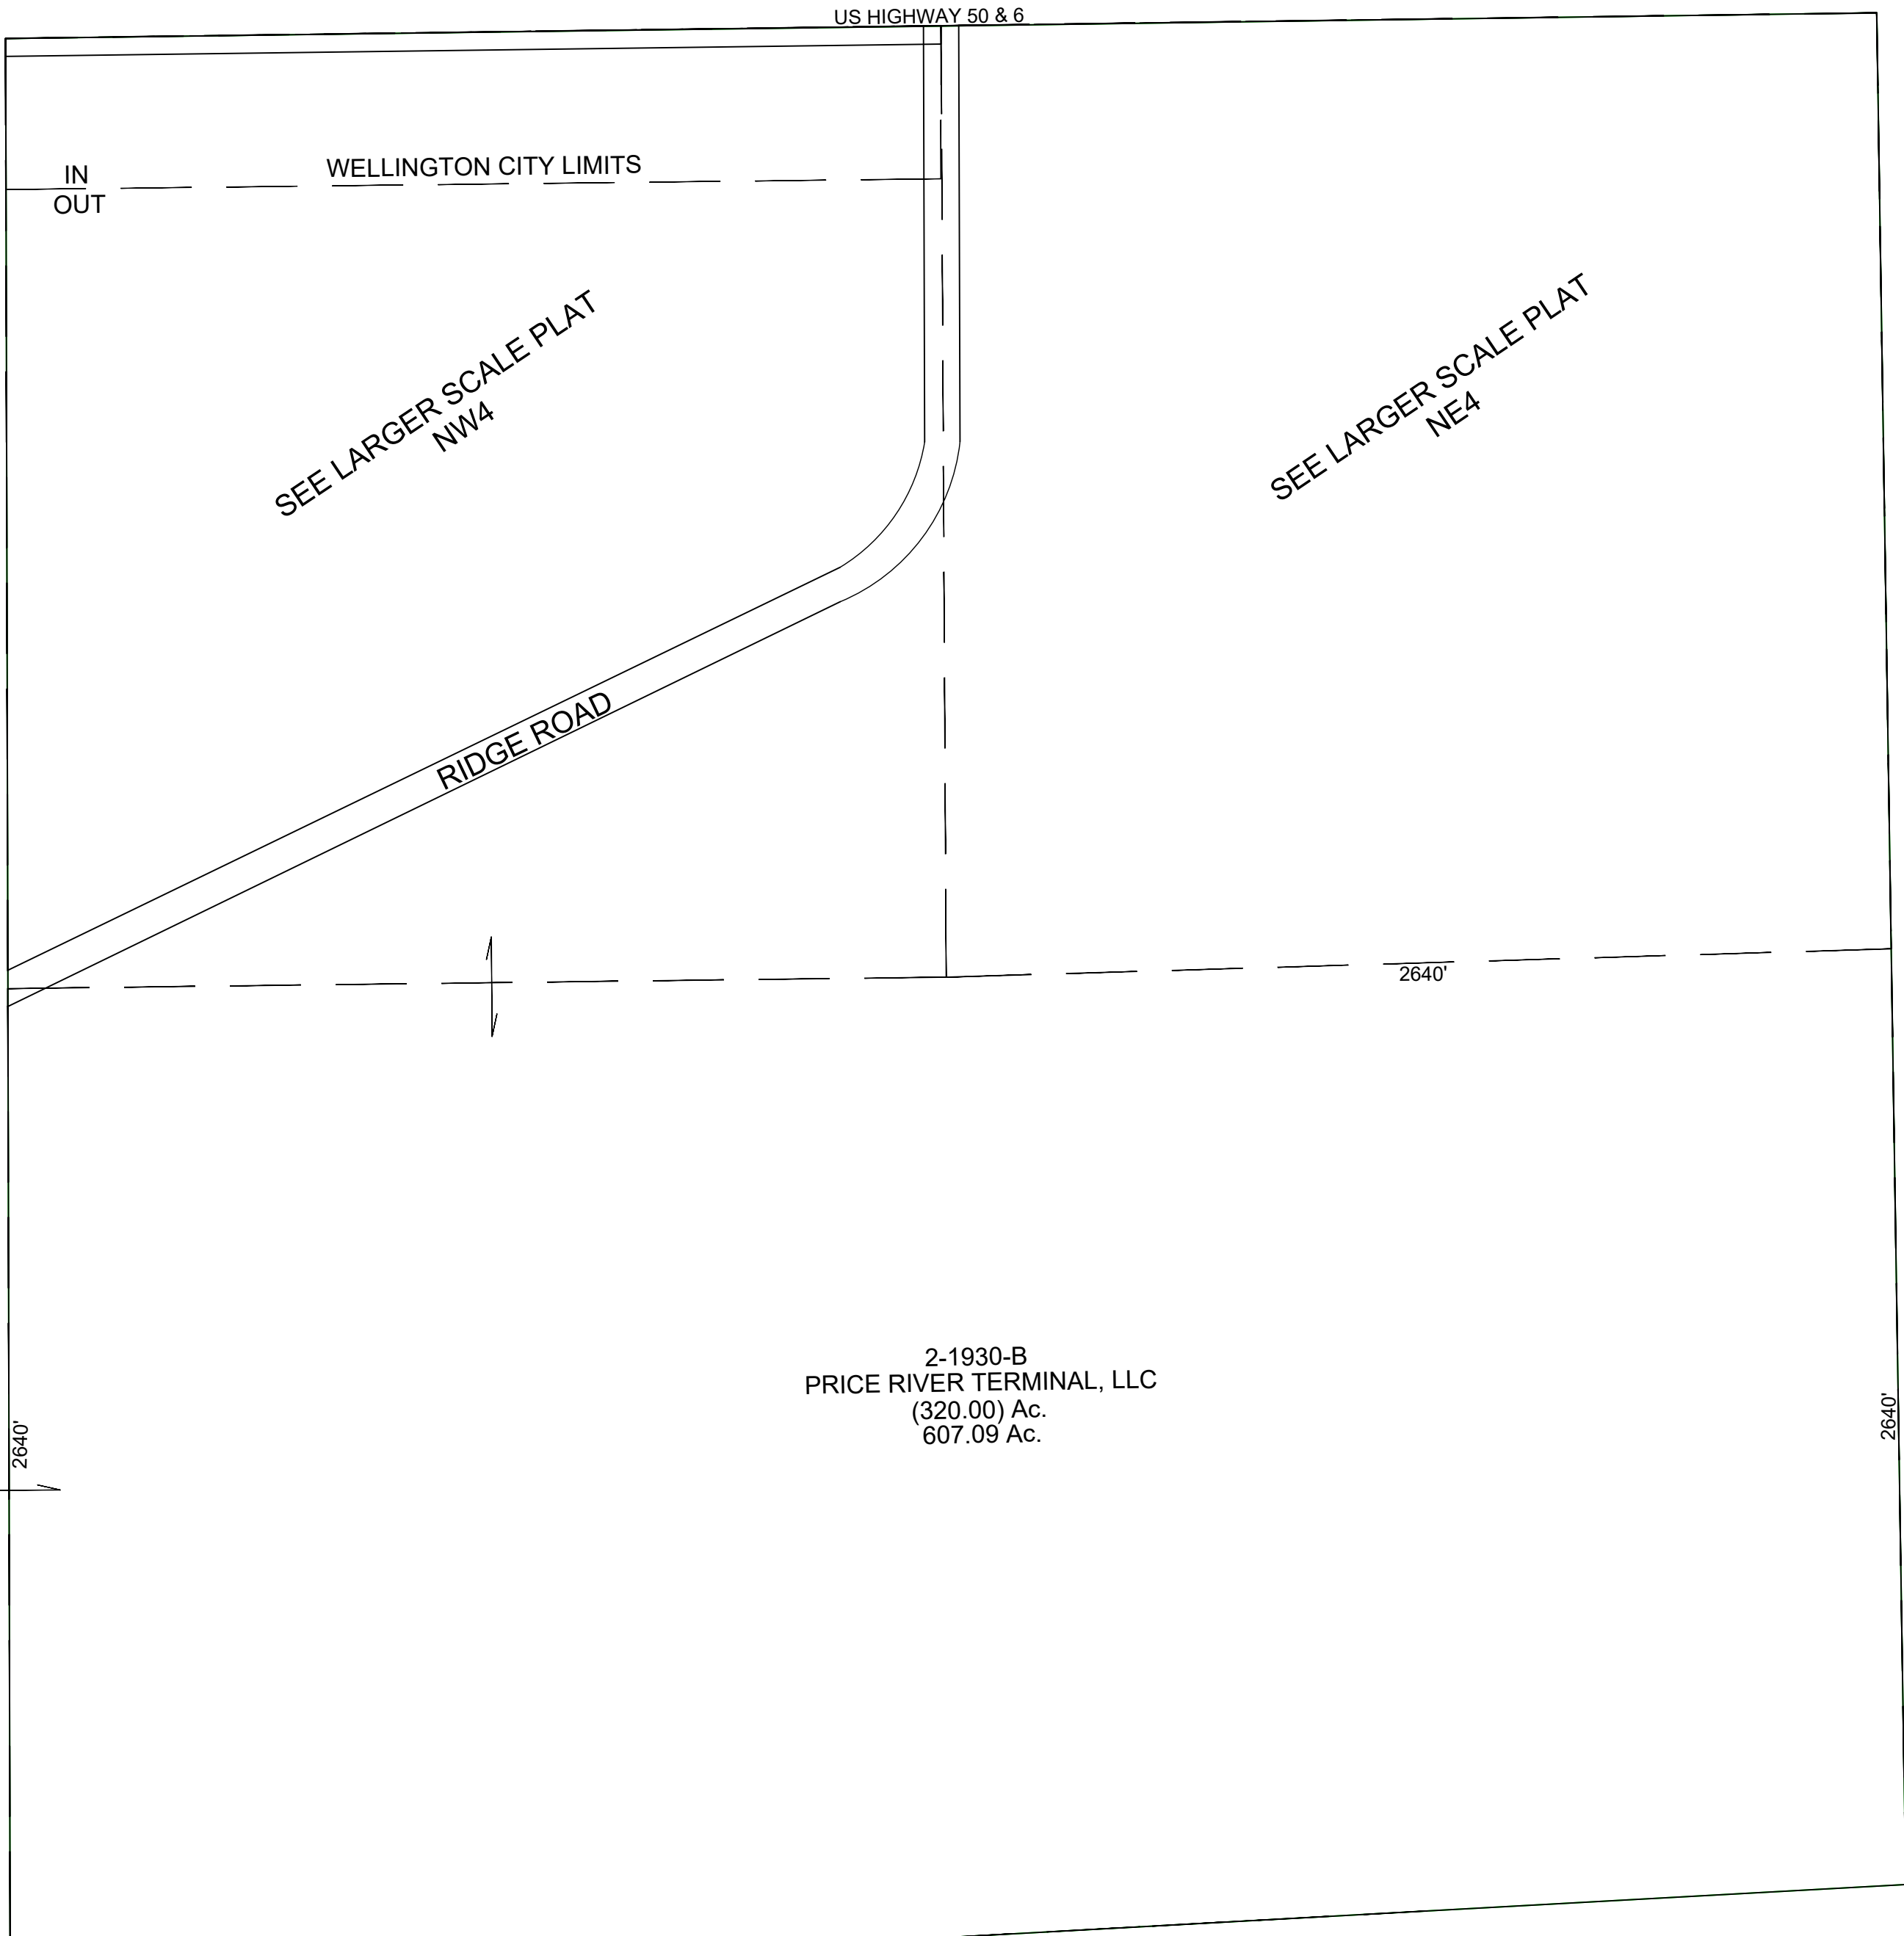 US HIGHWAY 50 & 6
WELLINGTON CITY LIMITS
IN
OUT
SEE LARGER SCALE PLAT
NW4
SEE LARGER SCALE PLAT
NE4
RIDGE ROAD
2640'
2-1930-B
PRICE RIVER TERMINAL, LLC
(320.00) Ac.
607.09 Ac.
2640'
2640'